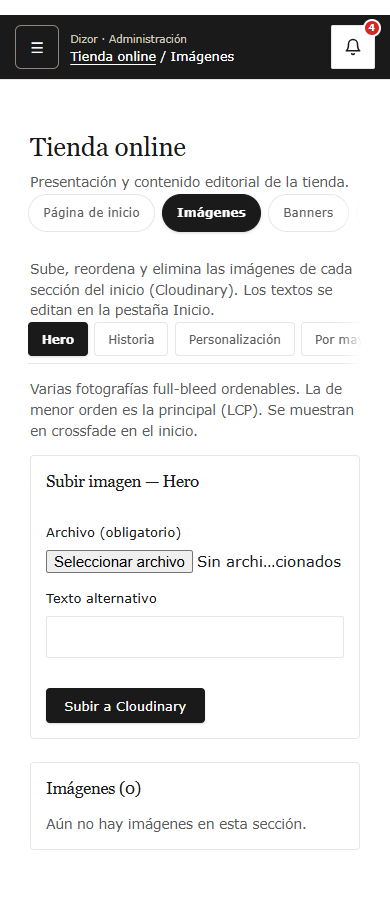 ☰
Dizor · Administración
Tienda online / Imágenes
4
Tienda online
Presentación y contenido editorial de la tienda.
Página de inicio
Imágenes
Banners
Sube, reordena y elimina las imágenes de cada
sección del inicio (Cloudinary). Los textos se
editan en la pestaña Inicio.
Hero
Historia
Personalización
Por may
Varias fotografías full-bleed ordenables. La de
menor orden es la principal (LCP). Se muestran
en crossfade en el inicio.
Subir imagen — Hero
Archivo (obligatorio)
Seleccionar archivo Sin archi...cionados
Texto alternativo
Subir a Cloudinary
Imágenes (0)
Aún no hay imágenes en esta sección.